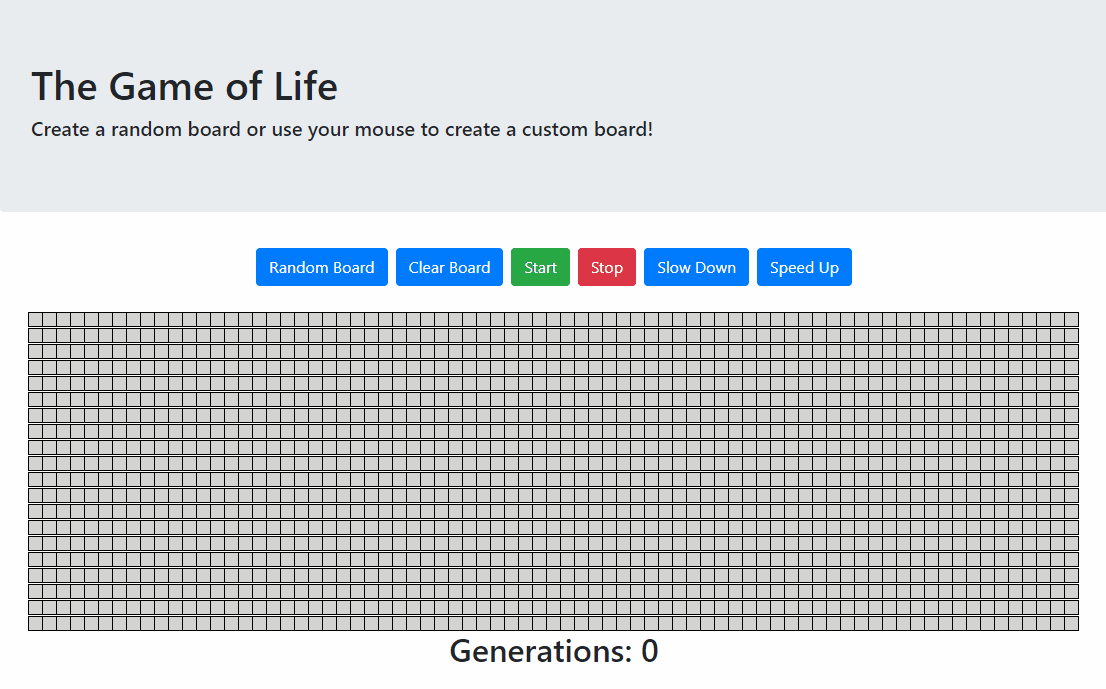 The Game of Life
Create a random board or use your mouse to create a custom board!
Random Board Clear Board Start Stop Slow Down Speed Up
Generations: 0